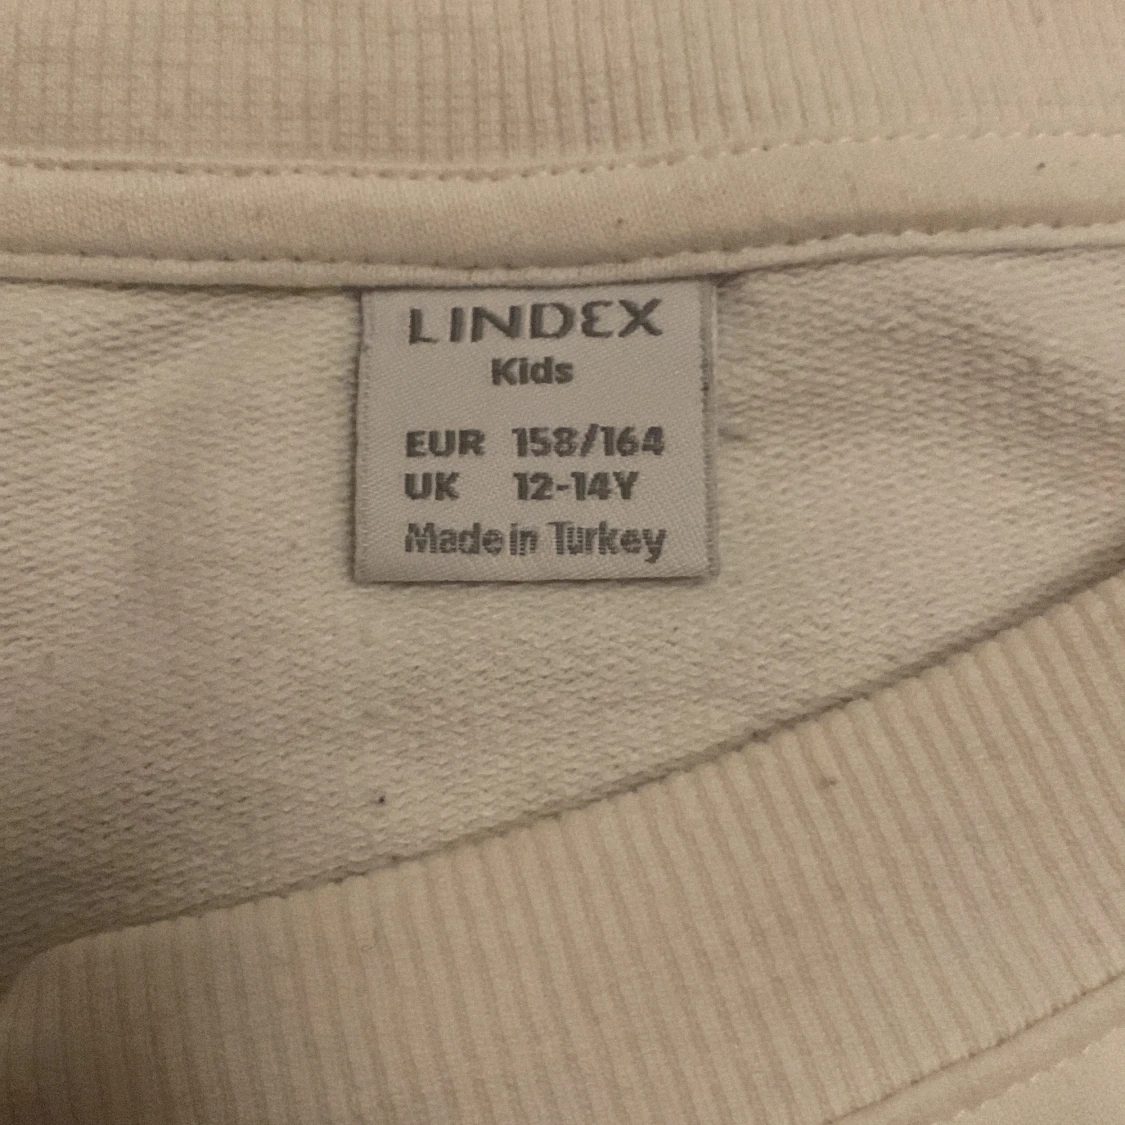 LINDEX
Kids
EUR 158/164
UK 12-14Y
Made in Turkey